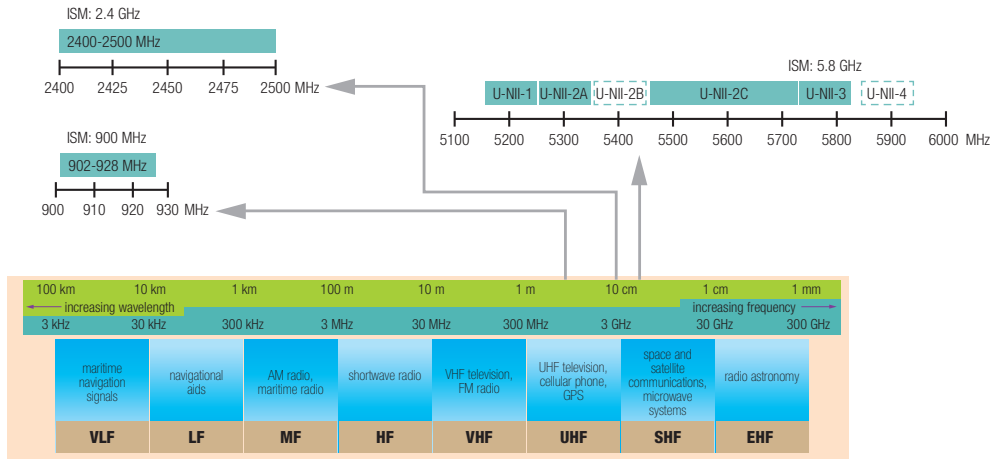 ISM: 2.4 GHz
2400-2500 MHz
2400 2425 2450 2475 2500 MHz
ISM: 5.8 GHz
U-NII-1 U-NII-2A U-NII-2B U-NII-2C U-NII-3 U-NII-4
5100 5200 5300 5400 5500 5600 5700 5800 5900 6000 MHz
ISM: 900 MHz
902-928 MHz
900 910 920 930 MHz
100 km 10 km 1 km 100 m 10 m 1 m 10 cm 1 cm 1 mm
increasing wavelength increasing frequency
3 kHz 30 kHz 300 kHz 3 MHz 30 MHz 300 MHz 3 GHz 30 GHz 300 GHz
maritime
navigation
signals
navigational
aids
AM radio,
maritime radio
shortwave radio
VHF television,
FM radio
UHF television,
cellular phone,
GPS
space and
satellite
communications,
microwave
systems
radio astronomy
VLF LF MF HF VHF UHF SHF EHF